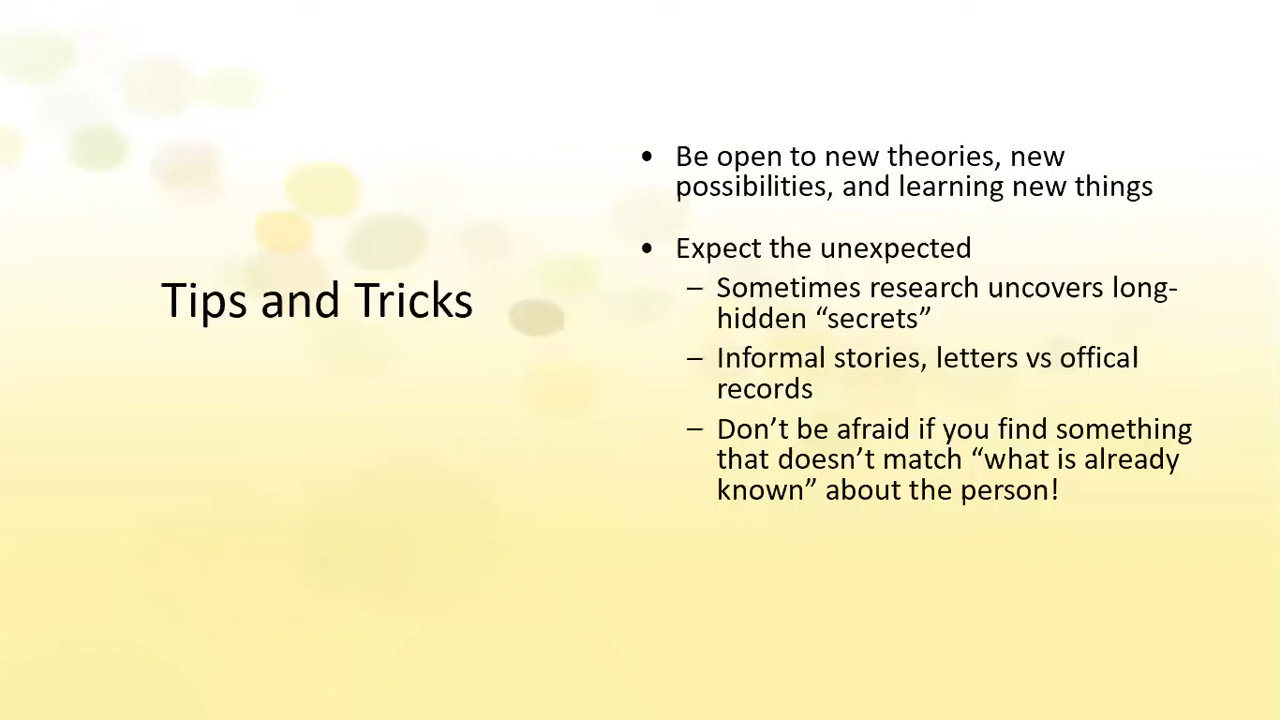 Tips and Tricks
• Be open to new theories, new
possibilities, and learning new things
• Expect the unexpected
– Sometimes research uncovers long-
hidden “secrets”
– Informal stories, letters vs offical
records
– Don’t be afraid if you find something
that doesn’t match “what is already
known” about the person!